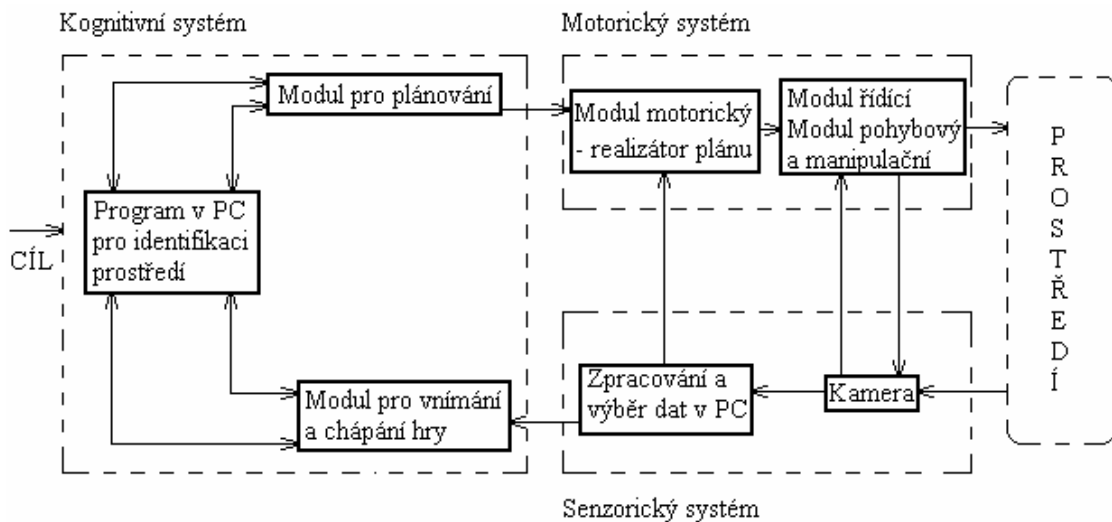 Kognitivní systém
Motorický systém
Modul pro plánování
Modul motorický
- realizátor plánu
Modul řídící
Modul pohybový
a manipulační
PROSTŘEDÍ
CÍL
Program v PC
pro identifikaci
prostředí
Modul pro vnímání
a chápání hry
Zpracování a
výběr dat v PC
Kamera
Senzorický systém